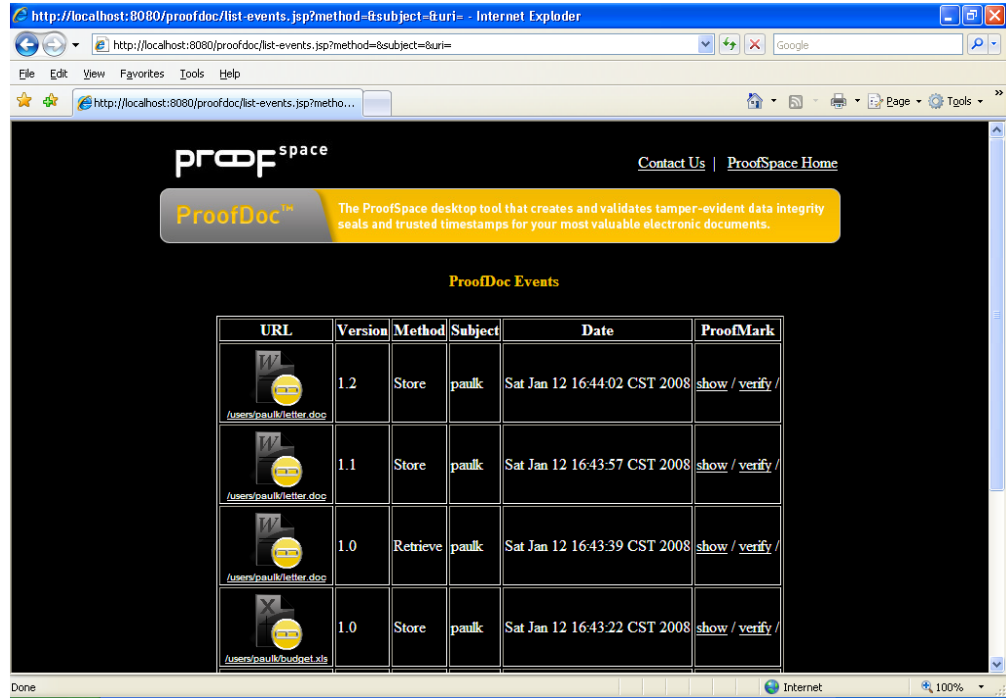 http://localhost:8080/proofdoc/list-events.jsp?method=&subject=&uri= - Internet Exploder
http://localhost:8080/proofdoc/list-events.jsp?method=&subject=&uri=
Google
File Edit View Favorites Tools Help
http://localhost:8080/proofdoc/list-events.jsp?metho...
Page Tools »
proof space
Contact Us | ProofSpace Home
ProofDoc™
The ProofSpace desktop tool that creates and validates tamper-evident data integrity
seals and trusted timestamps for your most valuable electronic documents.
ProofDoc Events
URL Version Method Subject Date ProofMark
W
/users/paulk/letter.doc 1.2 Store paulk Sat Jan 12 16:44:02 CST 2008 show / verify /
W
/users/paulk/letter.doc 1.1 Store paulk Sat Jan 12 16:43:57 CST 2008 show / verify /
W
/users/paulk/letter.doc 1.0 Retrieve paulk Sat Jan 12 16:43:39 CST 2008 show / verify /
X
/users/paulk/budget.xls 1.0 Store paulk Sat Jan 12 16:43:22 CST 2008 show / verify /
Done Internet 100%